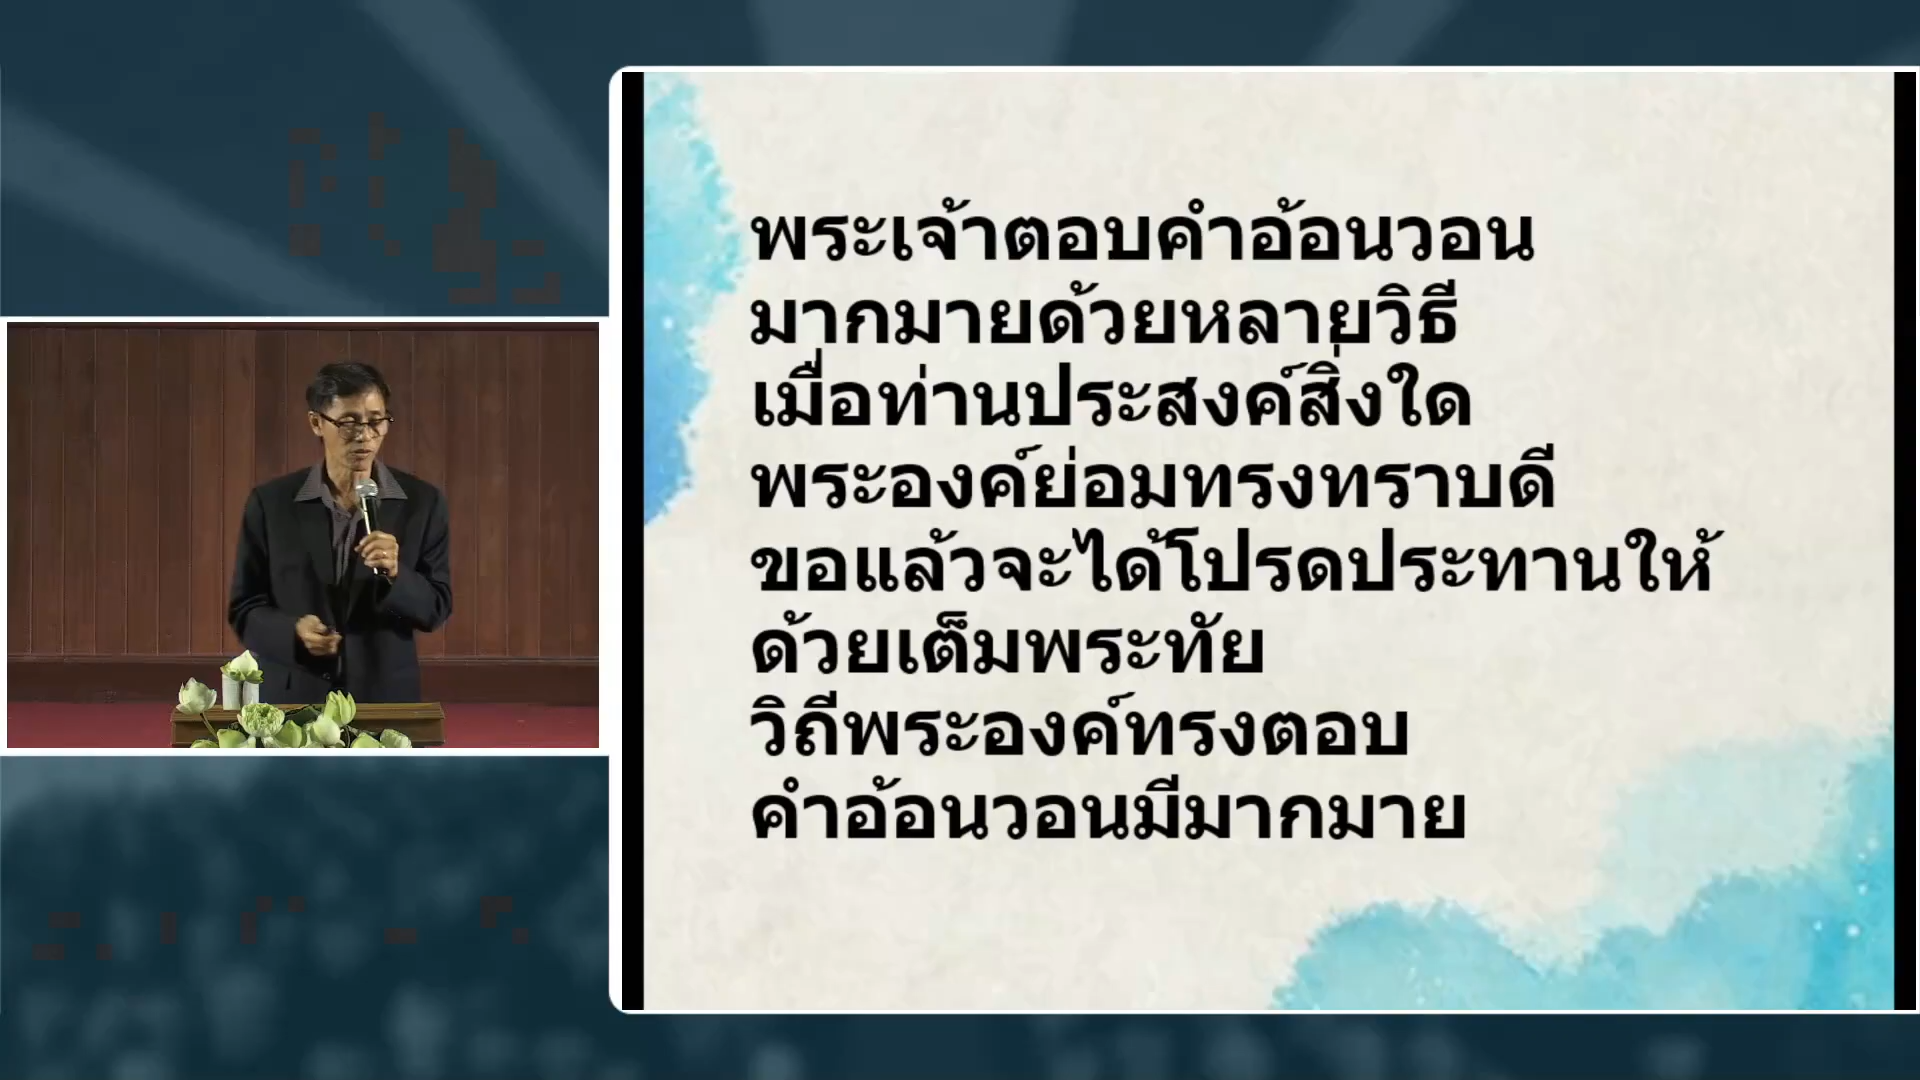 พระเจ้าตอบคำอ้อนวอน
มากมายด้วยหลายวิธี
เมื่อท่านประสงค์สิ่งใด
พระองค์ย่อมทรงทราบดี
ขอแล้วจะได้โปรดประทานให้
ด้วยเต็มพระทัย
วิถีพระองค์ทรงตอบ
คำอ้อนวอนมีมากมาย